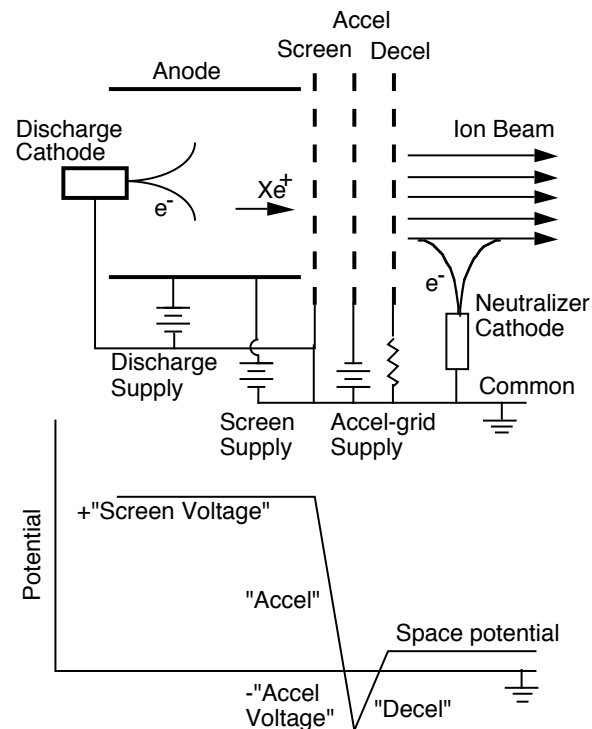 Accel
Screen Decel
Anode
Discharge
Cathode
Ion Beam
Xe+
e-
e-
Neutralizer
Cathode
Discharge
Supply
Common
Screen
Supply
Accel-grid
Supply
Potential
+"Screen Voltage"
"Accel"
Space potential
-"Accel
Voltage"
"Decel"